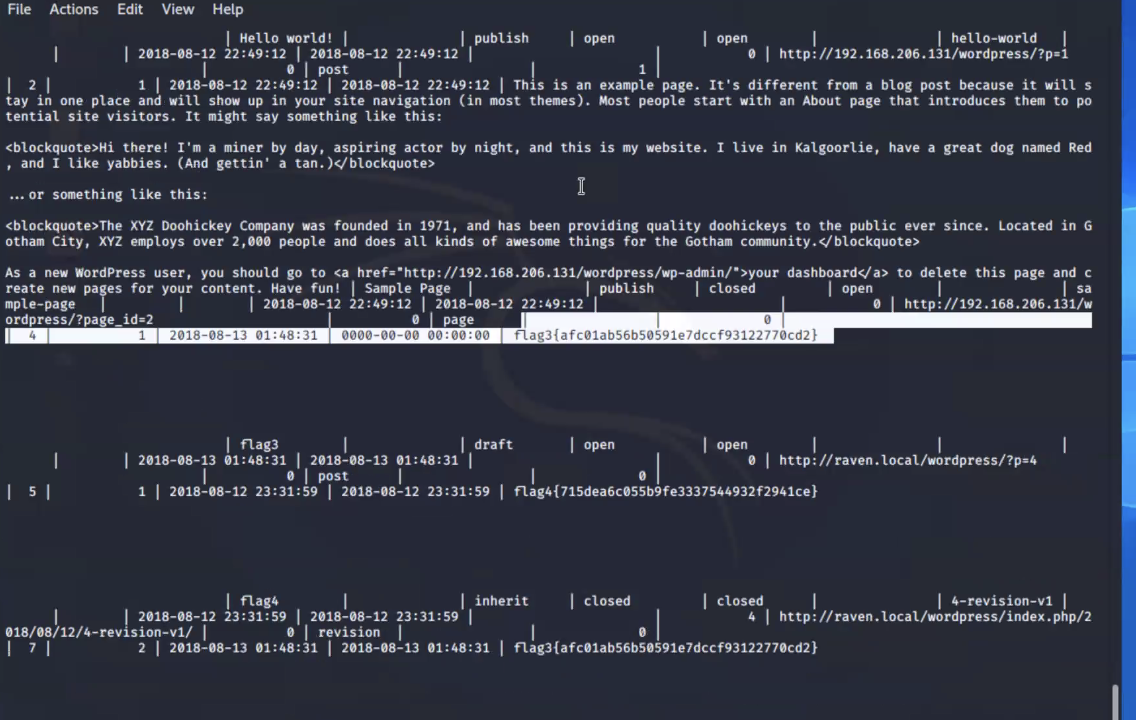 File Actions Edit View Help
| Hello world! | | publish | open | open | | hello-world |
| | 2018-08-12 22:49:12 | 2018-08-12 22:49:12 | | 0 | http://192.168.206.131/wordpress/?p=1
| 0 | post | | 1 |
| 2 | 1 | 2018-08-12 22:49:12 | 2018-08-12 22:49:12 | This is an example page. It's different from a blog post because it will s
tay in one place and will show up in your site navigation (in most themes). Most people start with an About page that introduces them to po
tential site visitors. It might say something like this:
<blockquote>Hi there! I'm a miner by day, aspiring actor by night, and this is my website. I live in Kalgoorlie, have a great dog named Red
, and I like yabbies. (And gettin' a tan.)</blockquote>
...or something like this:
<blockquote>The XYZ Doohickey Company was founded in 1971, and has been providing quality doohickeys to the public ever since. Located in G
otham City, XYZ employs over 2,000 people and does all kinds of awesome things for the Gotham community.</blockquote>
As a new WordPress user, you should go to <a href="http://192.168.206.131/wordpress/wp-admin/">your dashboard</a> to delete this page and c
reate new pages for your content. Have fun! | Sample Page | | publish | closed | open | | sa
mple-page | | | 2018-08-12 22:49:12 | 2018-08-12 22:49:12 | | 0 | http://192.168.206.131/w
ordpress/?page_id=2 | 0 | page | | 0 |
| 4 | 1 | 2018-08-13 01:48:31 | 0000-00-00 00:00:00 | flag3{afc01ab56b50591e7dccf93122770cd2}
| flag3 | | draft | open | open | | |
| | 2018-08-13 01:48:31 | 2018-08-13 01:48:31 | | 0 | http://raven.local/wordpress/?p=4
| 0 | post | | 0 |
| 5 | 1 | 2018-08-12 23:31:59 | 2018-08-12 23:31:59 | flag4{715dea6c055b9fe3337544932f2941ce}
| flag4 | | inherit | closed | closed | | 4-revision-v1 |
| | 2018-08-12 23:31:59 | 2018-08-12 23:31:59 | | 4 | http://raven.local/wordpress/index.php/2
018/08/12/4-revision-v1/ | 0 | revision | | 0 |
| 7 | 2 | 2018-08-13 01:48:31 | 2018-08-13 01:48:31 | flag3{afc01ab56b50591e7dccf93122770cd2}